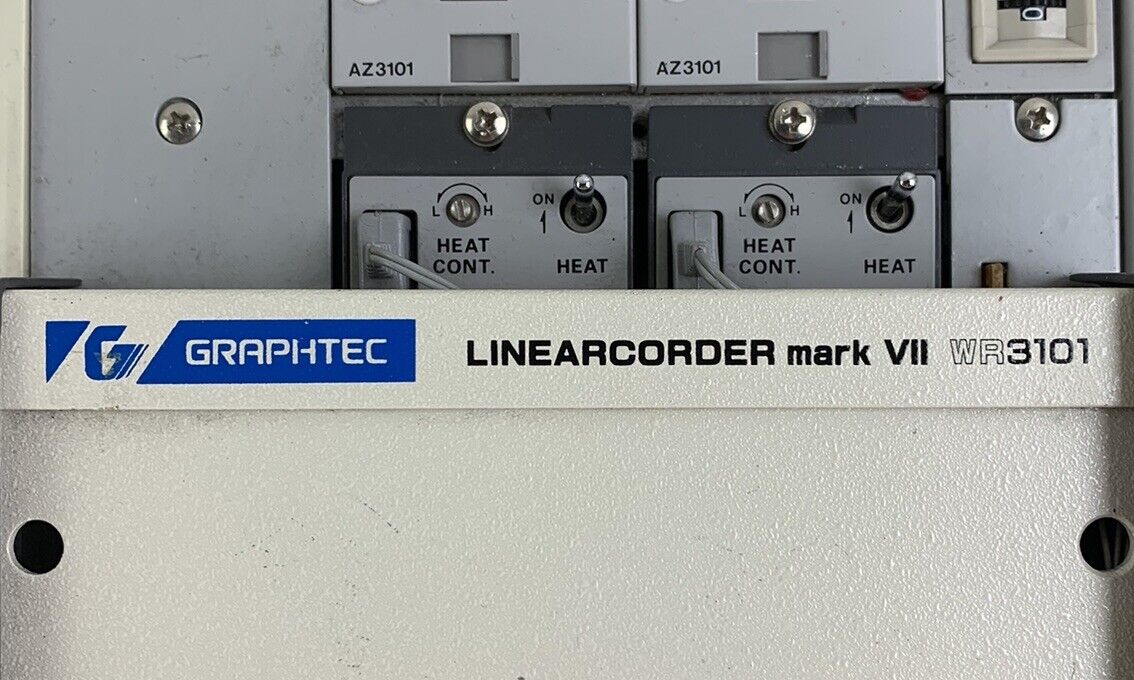 AZ3101
AZ3101
L H
ON
HEAT
CONT.
HEAT
L H
ON
HEAT
CONT.
HEAT
G GRAPHTEC
LINEARCORDER mark VII WR3101